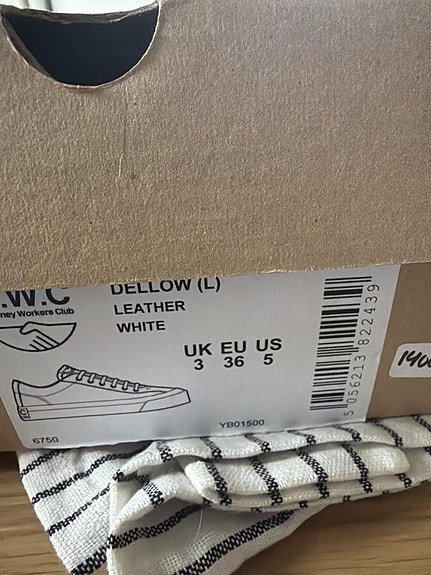 .W.C
ney Workers Club
DELLOW (L)
LEATHER
WHITE
UK EU US
3 36 5
6750
YB01500
5 056213 822439